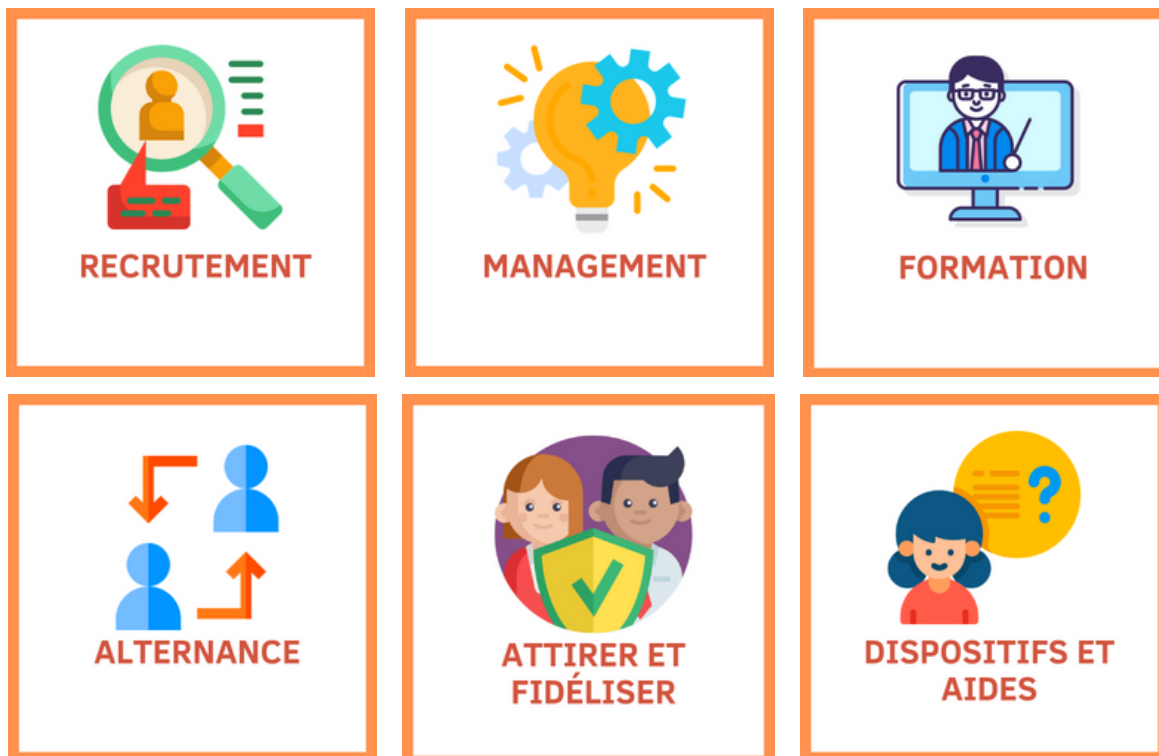 RECRUTEMENT
MANAGEMENT
FORMATION
ALTERNANCE
ATTIRER ET
FIDÉLISER
DISPOSITIFS ET
AIDES